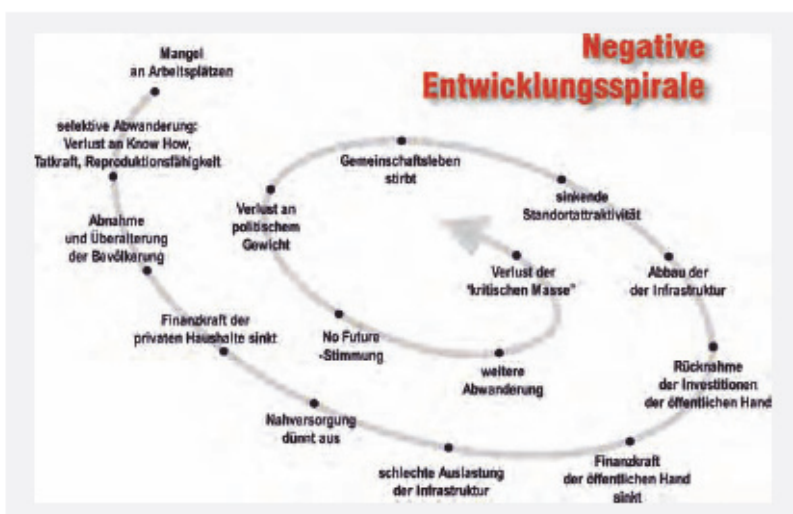 Negative
Entwicklungsspirale
Mangel
an Arbeitsplätzen
selektive Abwanderung:
Verlust an Know How,
Tatkraft, Reproduktionsfähigkeit
Abnahme
und Überalterung
der Bevölkerung
Finanzkraft der
privaten Haushalte sinkt
Nahversorgung
dünnt aus
schlechte Auslastung
der Infrastruktur
Finanzkraft
der öffentlichen Hand
sinkt
Rücknahme
der Investitionen
der öffentlichen Hand
Abbau der
der Infrastruktur
sinkende
Standortattraktivität
Gemeinschaftsleben
stirbt
Verlust an
politischem
Gewicht
No Future
-Stimmung
weitere
Abwanderung
Verlust der
"kritischen Masse"